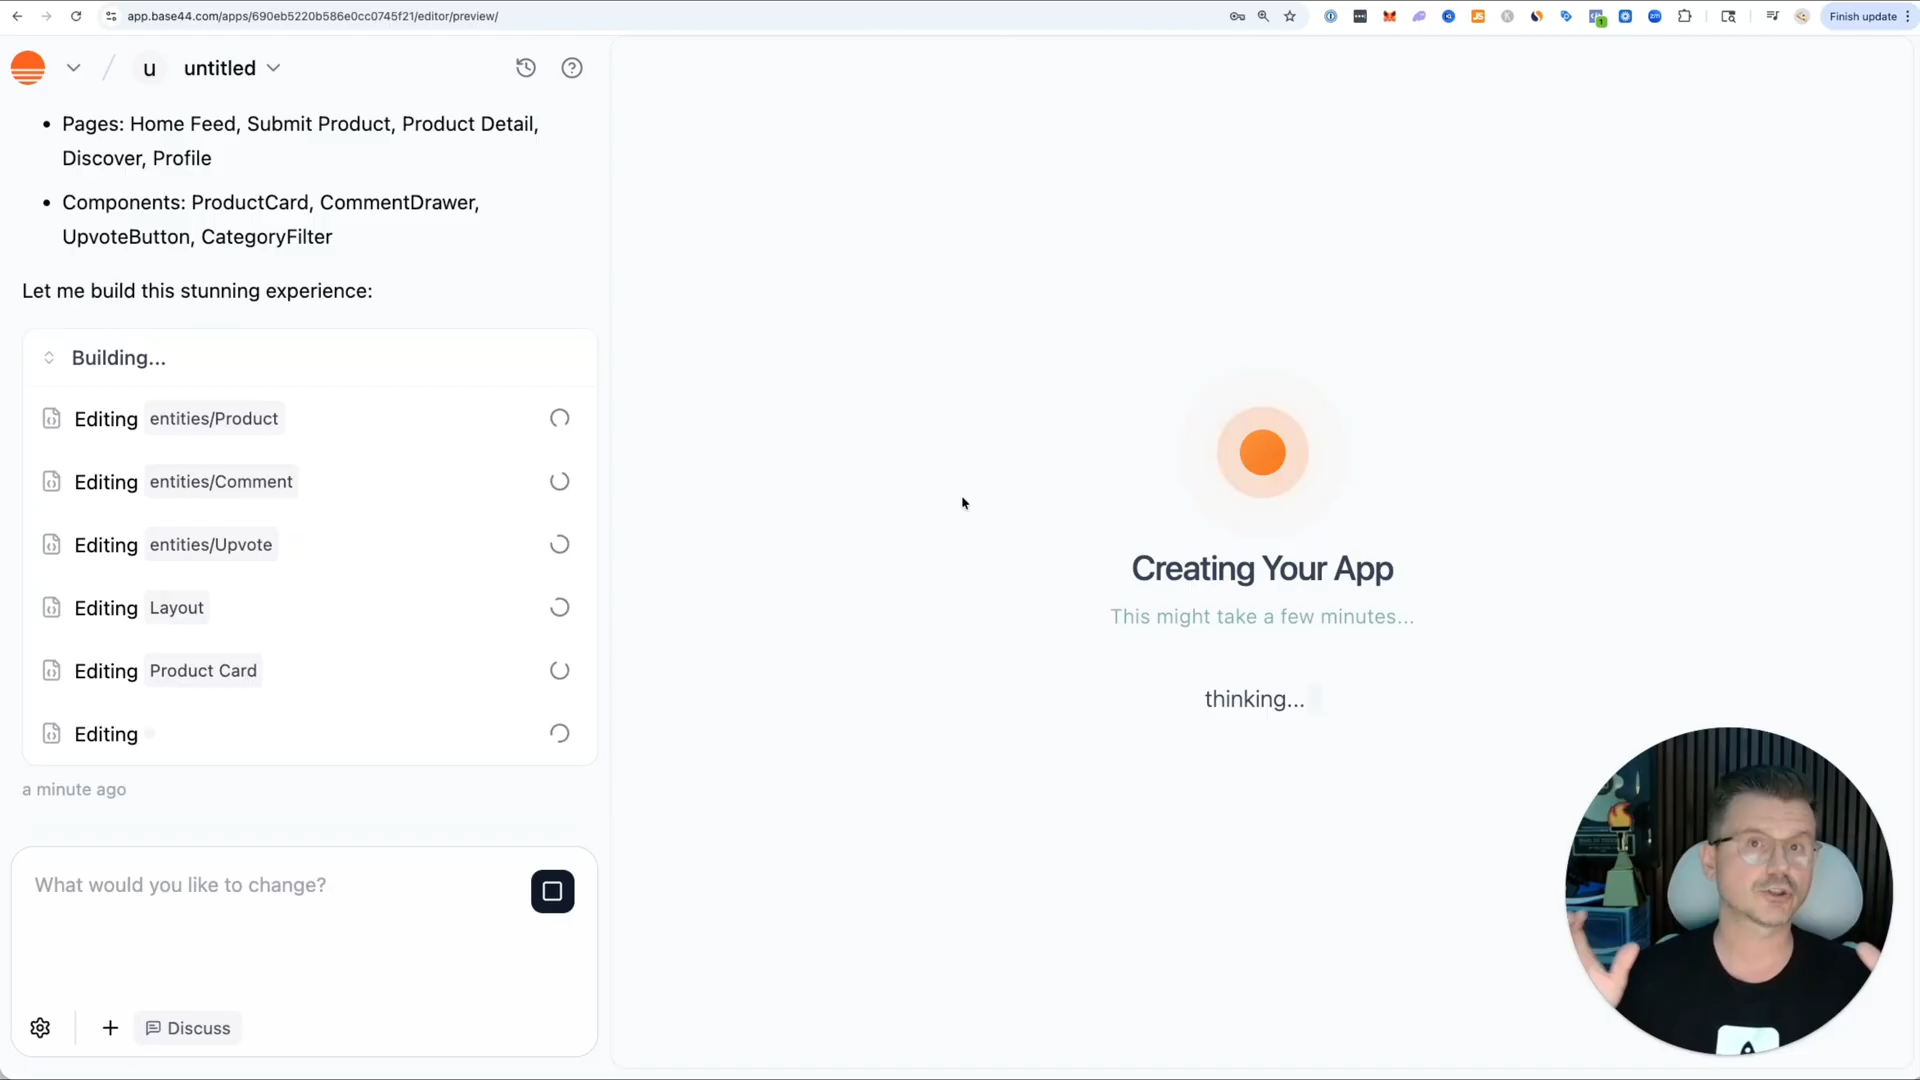 app.base44.com/apps/690eb5220b586e0cc0745f21/editor/preview/
Finish update
u
untitled
Pages: Home Feed, Submit Product, Product Detail,
Discover, Profile
Components: ProductCard, CommentDrawer,
UpvoteButton, CategoryFilter
Let me build this stunning experience:
Building...
Editing entities/Product
Editing entities/Comment
Editing entities/Upvote
Editing Layout
Editing Product Card
Editing
a minute ago
What would you like to change?
Discuss
Creating Your App
This might take a few minutes...
thinking...